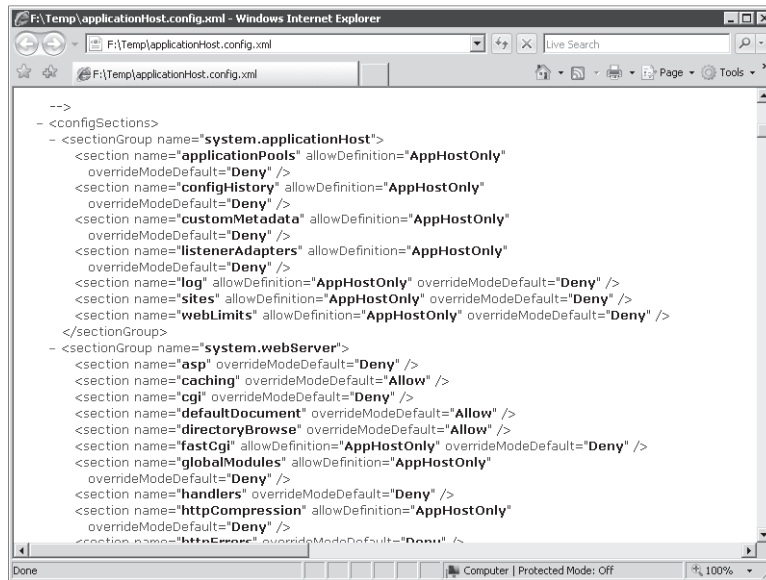 F:\Temp\applicationHost.config.xml - Windows Internet Explorer
F:\Temp\applicationHost.config.xml
Live Search
F:\Temp\applicationHost.config.xml
Page
Tools
-->
- <configSections>
- <sectionGroup name="system.applicationHost">
<section name="applicationPools" allowDefinition="AppHostOnly"
overrideModeDefault="Deny" />
<section name="configHistory" allowDefinition="AppHostOnly"
overrideModeDefault="Deny" />
<section name="customMetadata" allowDefinition="AppHostOnly"
overrideModeDefault="Deny" />
<section name="listenerAdapters" allowDefinition="AppHostOnly"
overrideModeDefault="Deny" />
<section name="log" allowDefinition="AppHostOnly" overrideModeDefault="Deny" />
<section name="sites" allowDefinition="AppHostOnly" overrideModeDefault="Deny" />
<section name="webLimits" allowDefinition="AppHostOnly" overrideModeDefault="Deny" />
</sectionGroup>
- <sectionGroup name="system.webServer">
<section name="asp" overrideModeDefault="Deny" />
<section name="caching" overrideModeDefault="Allow" />
<section name="cgi" overrideModeDefault="Deny" />
<section name="defaultDocument" overrideModeDefault="Allow" />
<section name="directoryBrowse" overrideModeDefault="Allow" />
<section name="fastCgi" allowDefinition="AppHostOnly" overrideModeDefault="Deny" />
<section name="globalModules" allowDefinition="AppHostOnly"
overrideModeDefault="Deny" />
<section name="handlers" overrideModeDefault="Deny" />
<section name="httpCompression" allowDefinition="AppHostOnly"
overrideModeDefault="Deny" />
<section name="httpErrors" overrideModeDefault="Deny" />
Done
Computer | Protected Mode: Off
100%